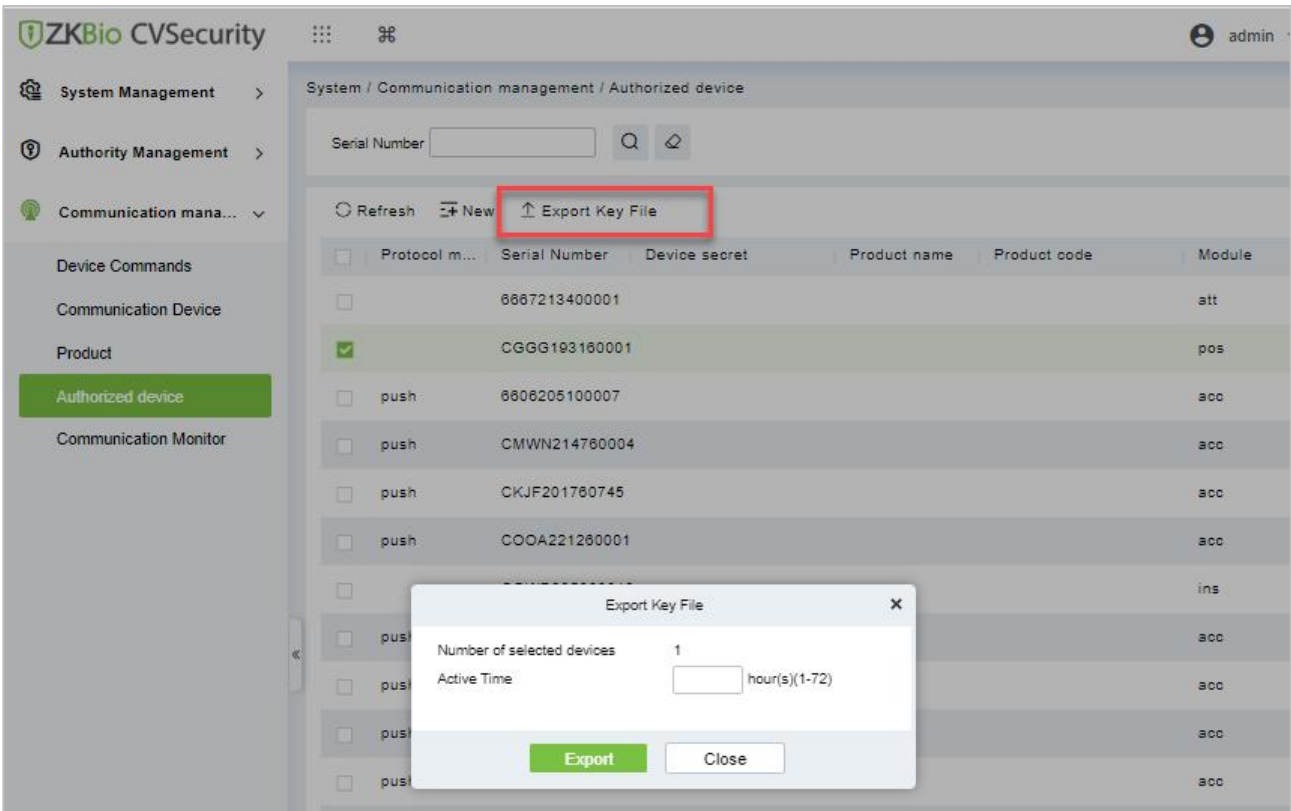 ZKBio CVSecurity
admin
System Management
Authority Management
Communication mana...
Device Commands
Communication Device
Product
Authorized device
Communication Monitor
System / Communication management / Authorized device
Serial Number
Refresh New Export Key File
Protocol m... Serial Number Device secret Product name Product code Module
6667213400001 att
CGGG193160001 pos
push 6606205100007 acc
push CMWN214760004 acc
push CKJF201760745 acc
push COOA221260001 acc
ins
push acc
push acc
push acc
push acc
Export Key File
Number of selected devices 1
Active Time hour(s)(1-72)
Export Close